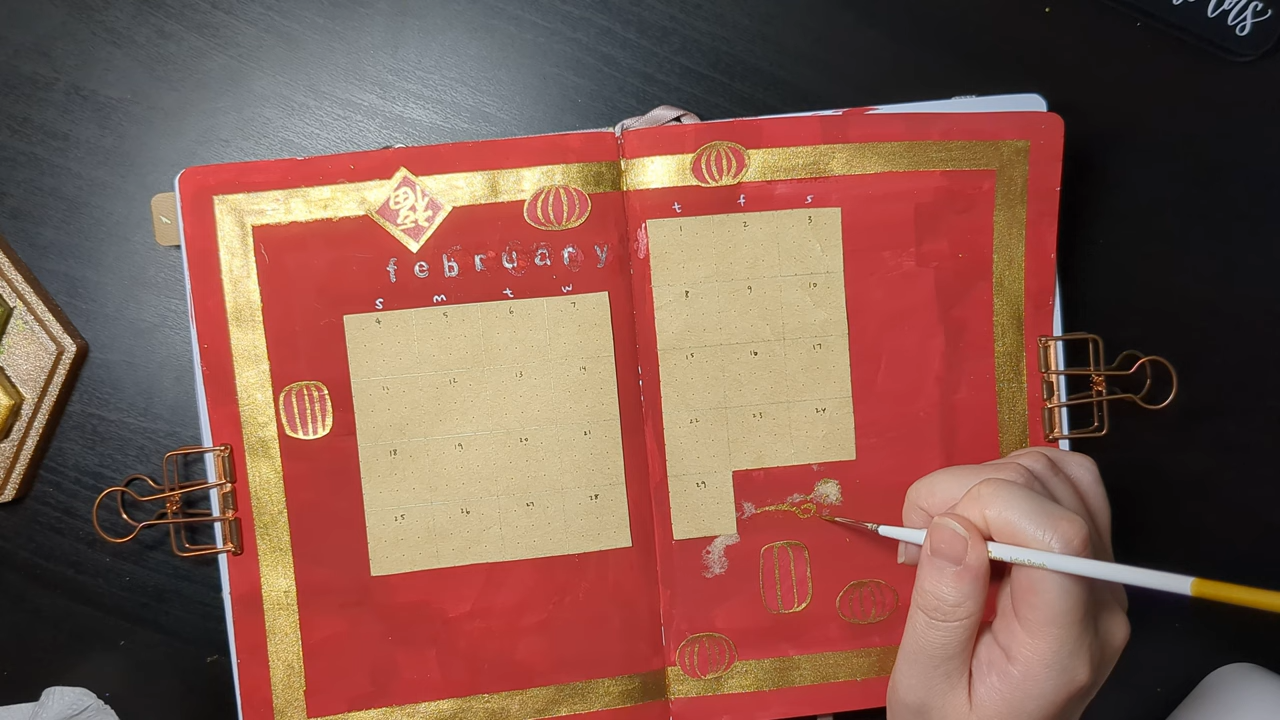 福
february
s m t w
4 5 6 7
11 12 13 14
18 19 20 21
25 26 27 28
t f s
1 2 3
8 9 10
15 16 17
22 23 24
29